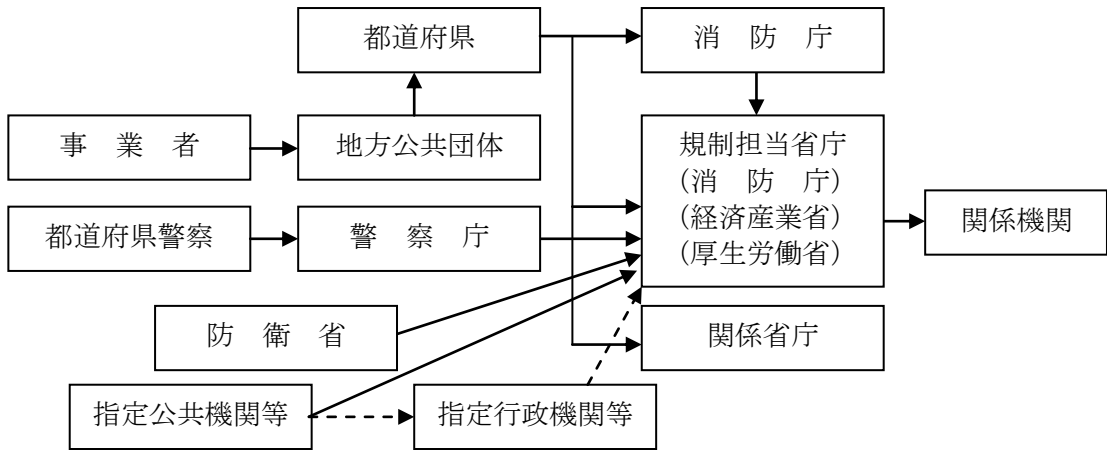 都道府県
消　防　庁
事　業　者
地方公共団体
規制担当省庁
（消　防　庁）
（経済産業省）
（厚生労働省）
関係機関
都道府県警察
警　察　庁
防　衛　省
関係省庁
指定公共機関等
指定行政機関等